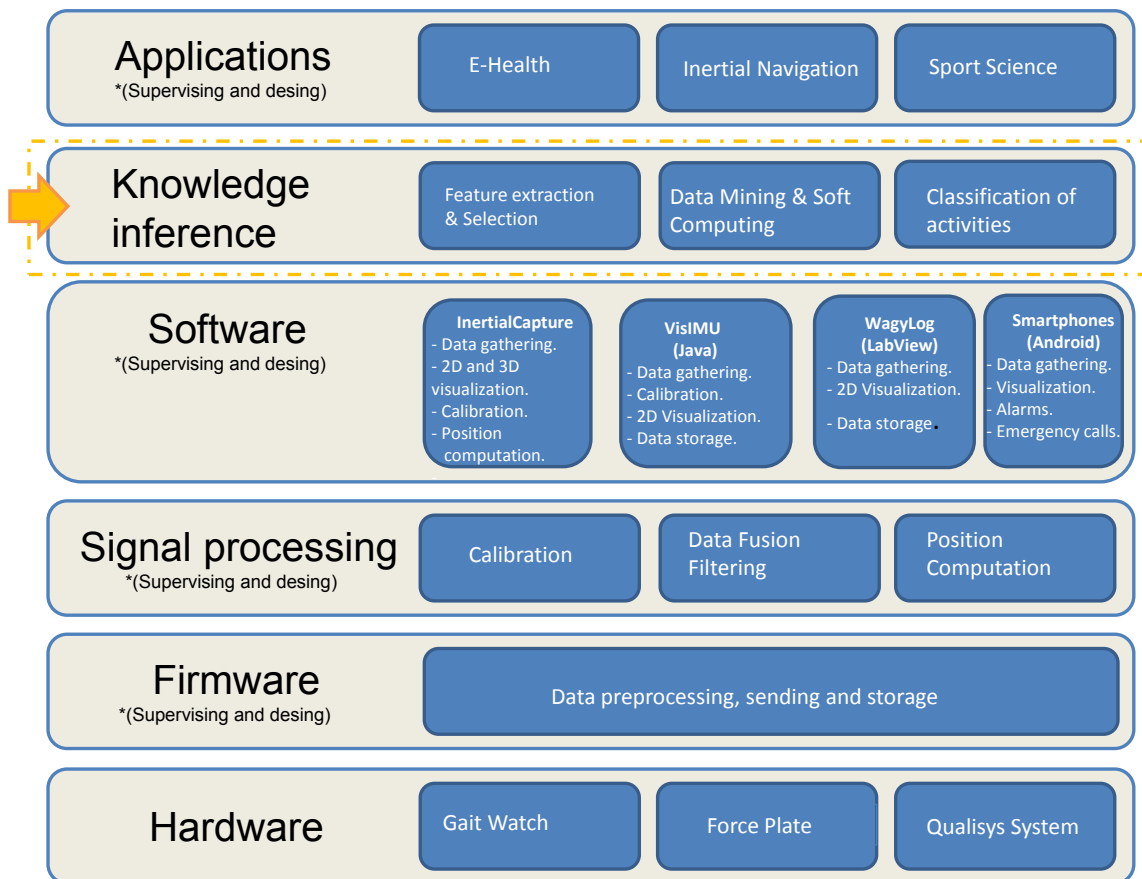 Applications
*(Supervising and desing)
E-Health
Inertial Navigation
Sport Science
Knowledge
inference
Feature extraction
& Selection
Data Mining & Soft
Computing
Classification of
activities
Software
*(Supervising and desing)
InertialCapture
- Data gathering.
- 2D and 3D
visualization.
- Calibration.
- Position
computation.
VisIMU
(Java)
- Data gathering.
- Calibration.
- 2D Visualization.
- Data storage.
WagyLog
(LabView)
- Data gathering.
- 2D Visualization.
- Data storage.
Smartphones
(Android)
- Data gathering.
- Visualization.
- Alarms.
- Emergency calls.
Signal processing
*(Supervising and desing)
Calibration
Data Fusion
Filtering
Position
Computation
Firmware
*(Supervising and desing)
Data preprocessing, sending and storage
Hardware
Gait Watch
Force Plate
Qualisys System